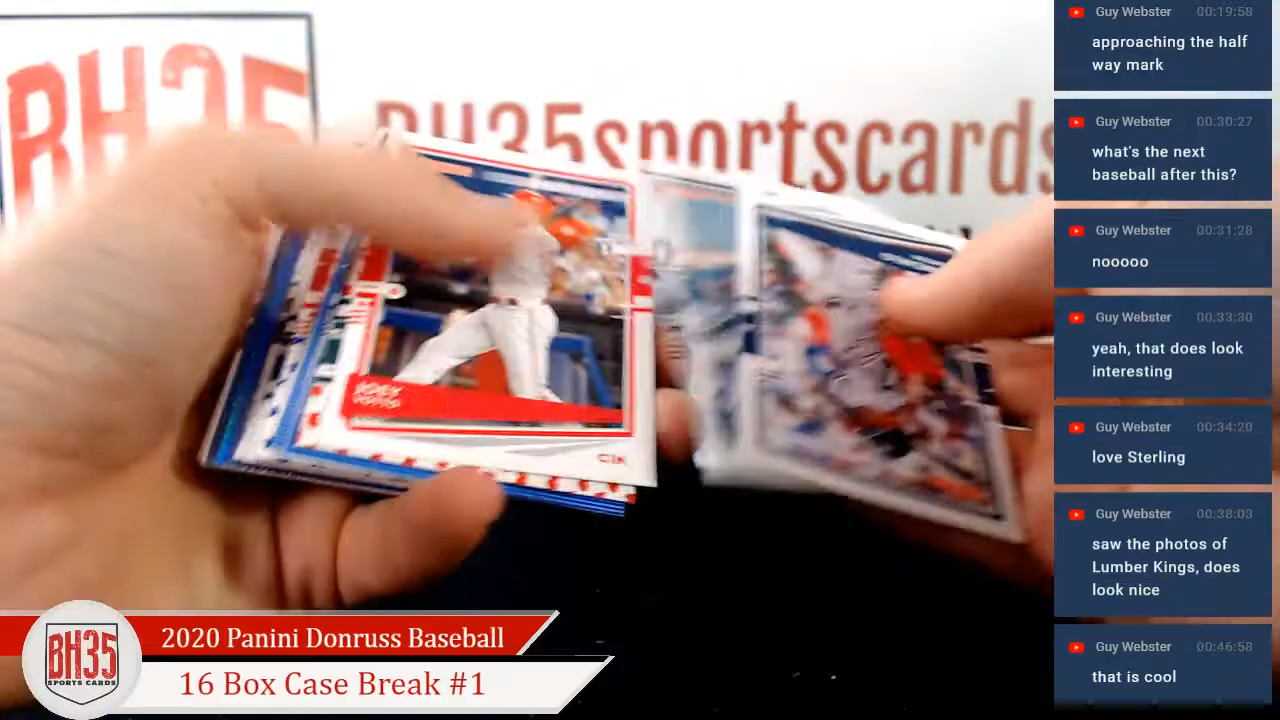 BH35
BH35sportscards
JOEY
VOTTO
CIN
Guy Webster 00:19:58
approaching the half
way mark
Guy Webster 00:30:27
what's the next
baseball after this?
Guy Webster 00:31:28
nooooo
Guy Webster 00:33:30
yeah, that does look
interesting
Guy Webster 00:34:20
love Sterling
Guy Webster 00:38:03
saw the photos of
Lumber Kings, does
look nice
Guy Webster 00:46:58
that is cool
BH35
SPORTS CARDS
2020 Panini Donruss Baseball
16 Box Case Break #1